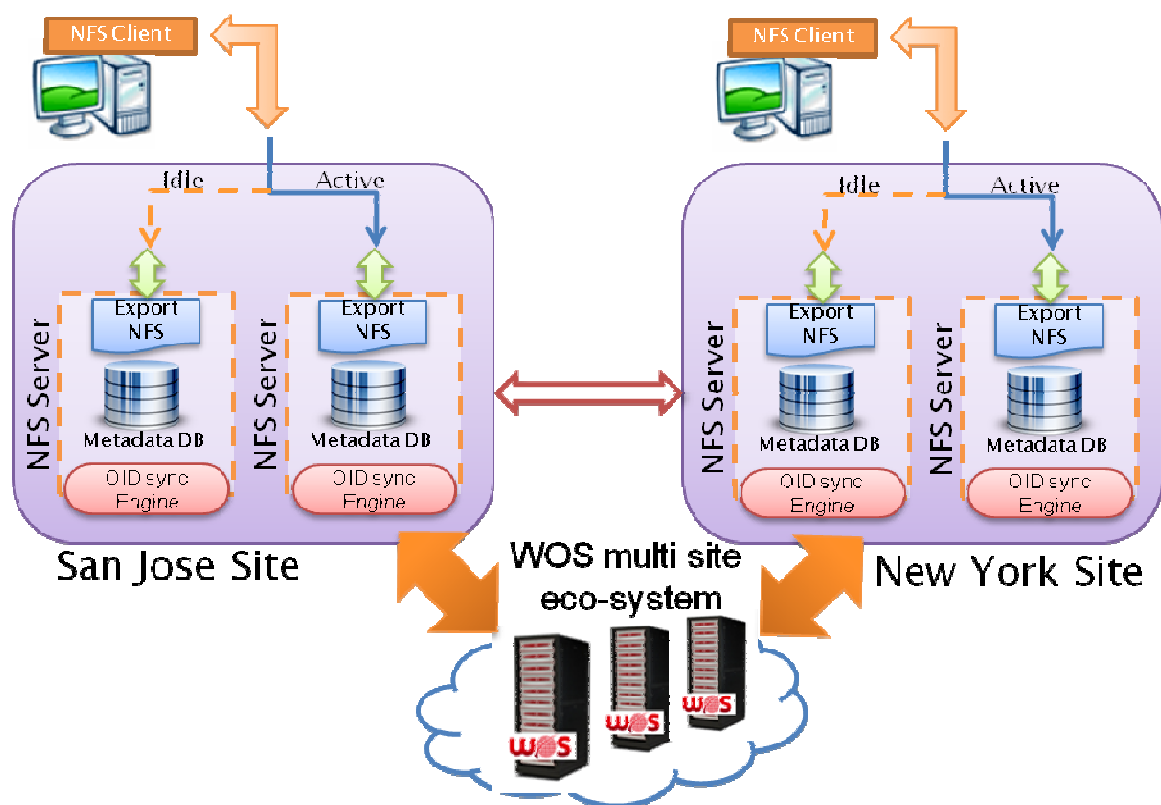 NFS Client
NFS Client
Idle
Active
Idle
Active
NFS Server
Export
NFS
Metadata DB
OID sync
Engine
NFS Server
Export
NFS
Metadata DB
OID sync
Engine
NFS Server
Export
NFS
Metadata DB
OID sync
Engine
NFS Server
Export
NFS
Metadata DB
OID sync
Engine
San Jose Site
WOS multi site
eco-system
New York Site
WOS
WOS
WOS